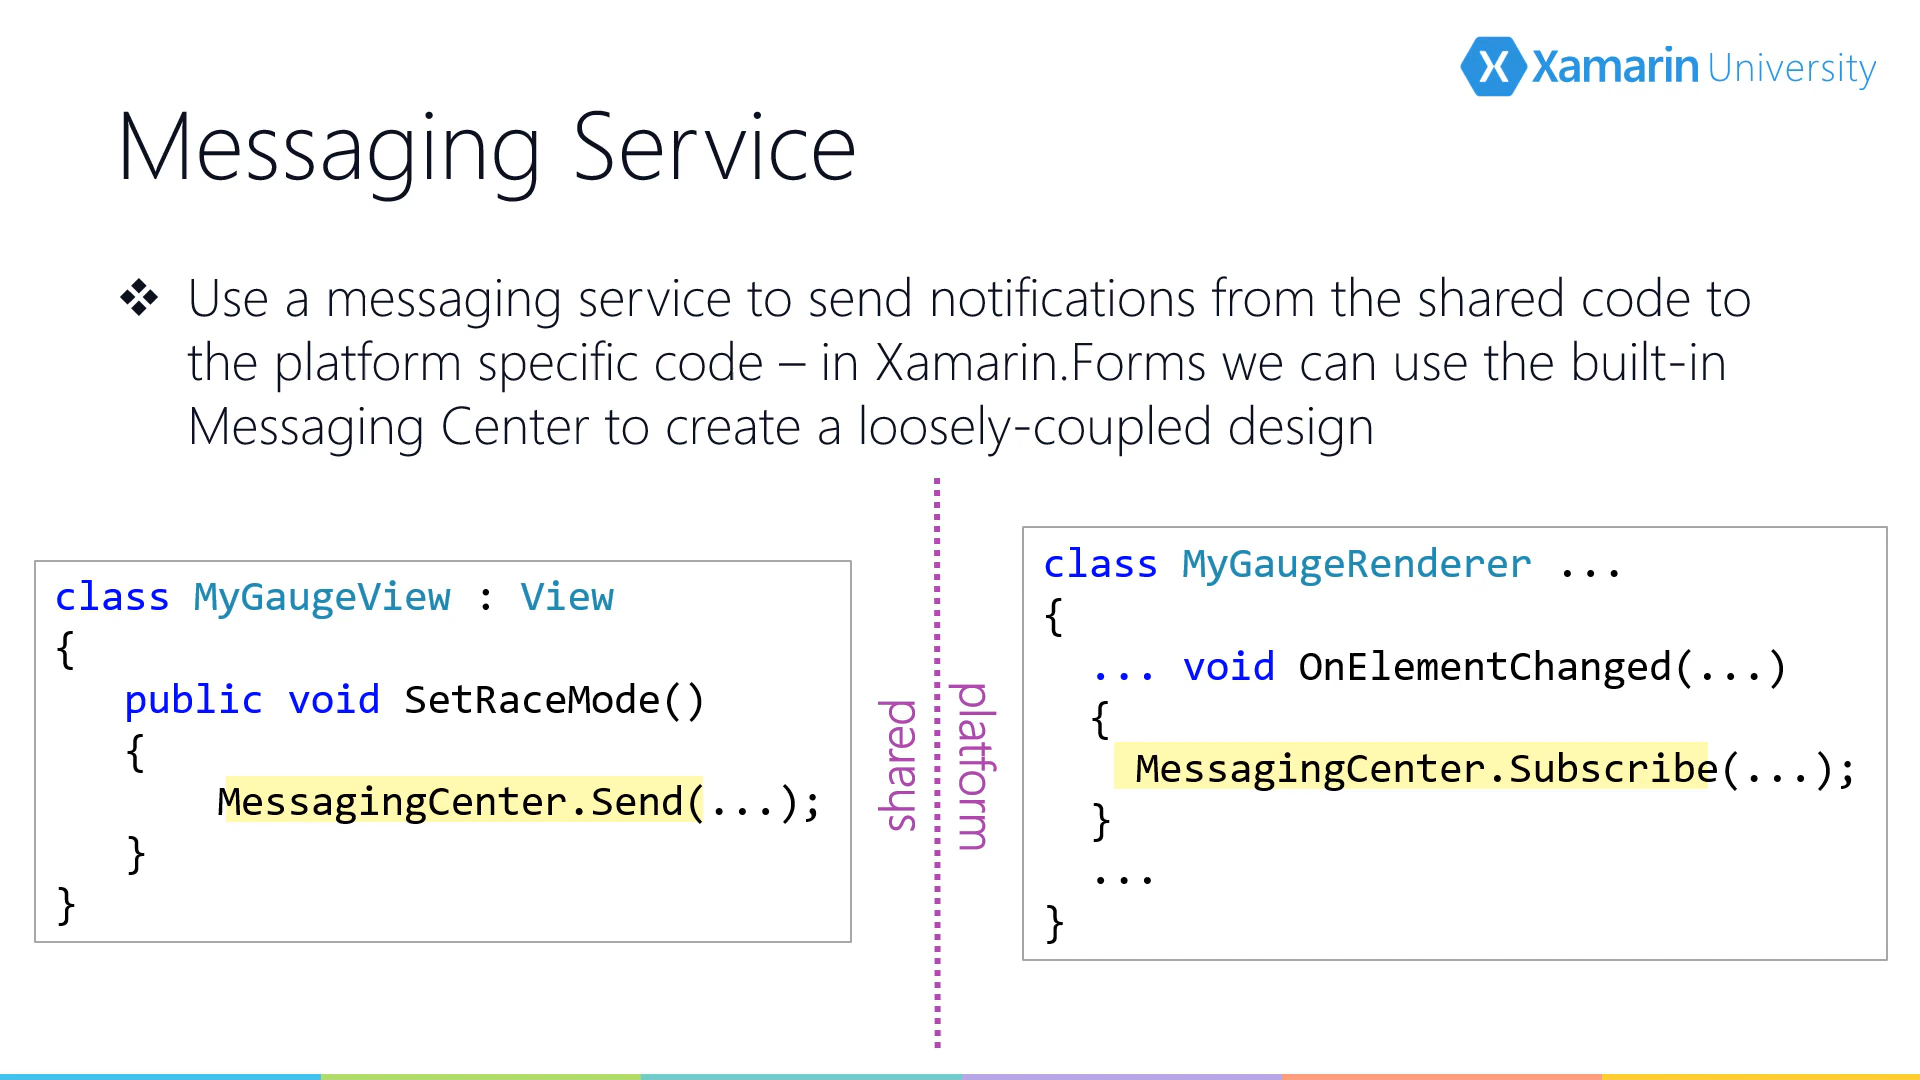 Xamarin University
Messaging Service
❖ Use a messaging service to send notifications from the shared code to
the platform specific code – in Xamarin.Forms we can use the built-in
Messaging Center to create a loosely-coupled design
class MyGaugeView : View
{
public void SetRaceMode()
{
MessagingCenter.Send(...);
}
}
shared
platform
class MyGaugeRenderer ...
{
... void OnElementChanged(...)
{
MessagingCenter.Subscribe(...);
}
...
}